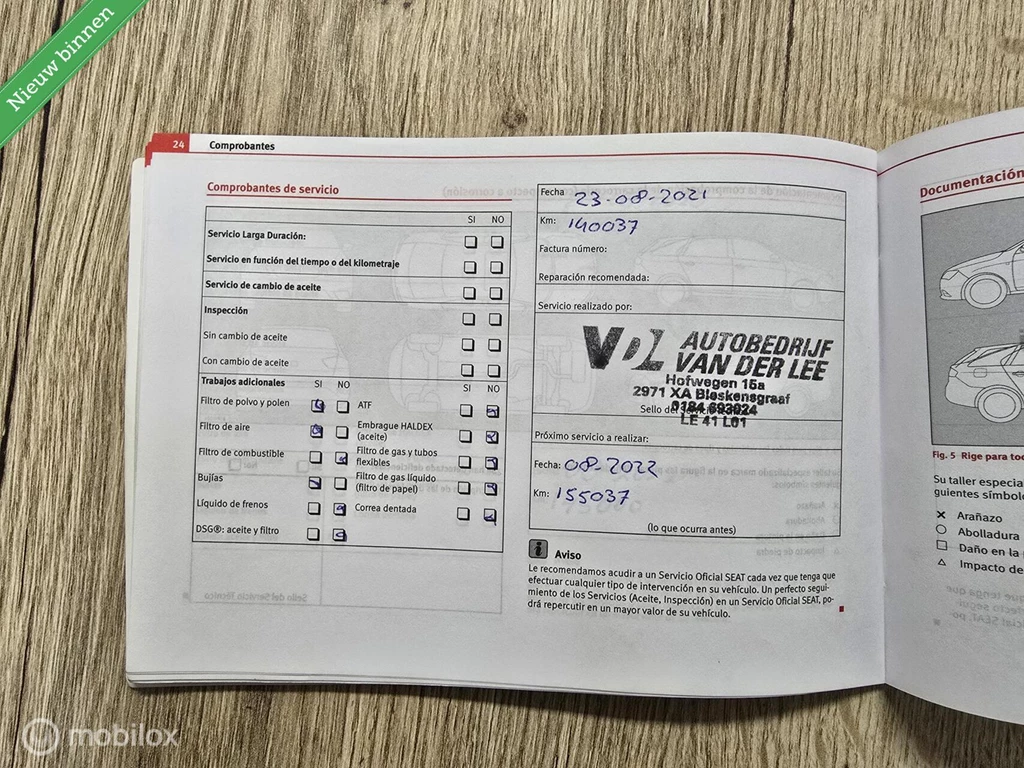 Nieuw binnen
24
Comprobantes
Comprobantes de servicio
SI NO
Servicio Larga Duración:
Servicio en función del tiempo o del kilometraje
Servicio de cambio de aceite
Inspección
Sin cambio de aceite
Con cambio de aceite
Trabajos adicionales SI NO SI NO
Filtro de polvo y polen ATF
Filtro de aire Embrague HALDEX
(aceite)
Filtro de combustible Filtro de gas y tubos
flexibles
Bujías Filtro de gas líquido
(filtro de papel)
Líquido de frenos Correa dentada
DSG®: aceite y filtro
Fecha 23-08-2021
Km: 140037
Factura número:
Reparación recomendada:
Servicio realizado por:
VDL AUTOBEDRIJF
VAN DER LEE
Hofwegen 15a
2971 XA Bleskensgraaf
0184 693024
Sello del
LE 41 L01
Próximo servicio a realizar:
Fecha: 08-2022
Km: 155037
(lo que ocurra antes)
i Aviso
Le recomendamos acudir a un Servicio Oficial SEAT cada vez que tenga que
efectuar cualquier tipo de intervención en su vehículo. Un perfecto segui-
miento de los Servicios (Aceite, Inspección) en un Servicio Oficial SEAT, po-
drá repercutir en un mayor valor de su vehículo.
Documentación
Fig. 5 Rige para to
Su taller especia
guientes símbolo
Arañazo
Abolladura
Daño en la
Impacto de
mobilox